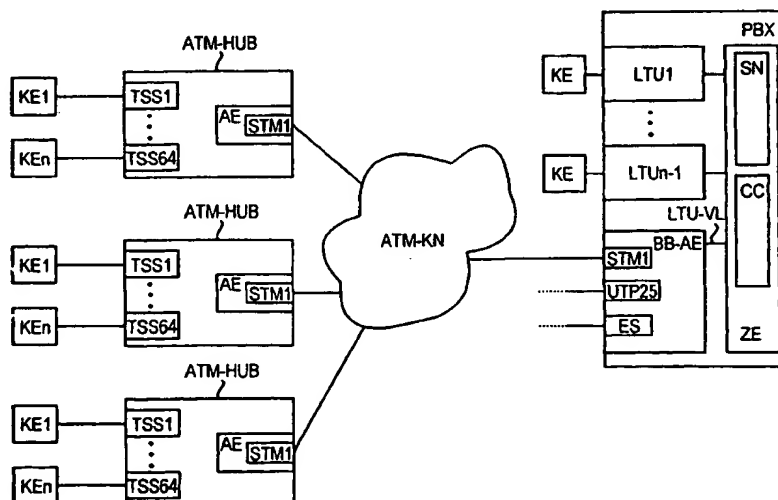 ATM-HUB
KE1
TSS1
AE
STM1
KEn
TSS64
ATM-HUB
KE1
TSS1
AE
STM1
KEn
TSS64
ATM-HUB
KE1
TSS1
AE
STM1
KEn
TSS64
ATM-KN
PBX
KE
LTU1
SN
KE
LTUn-1
CC
LTU-VL
BB-AE
STM1
UTP25
ES
ZE